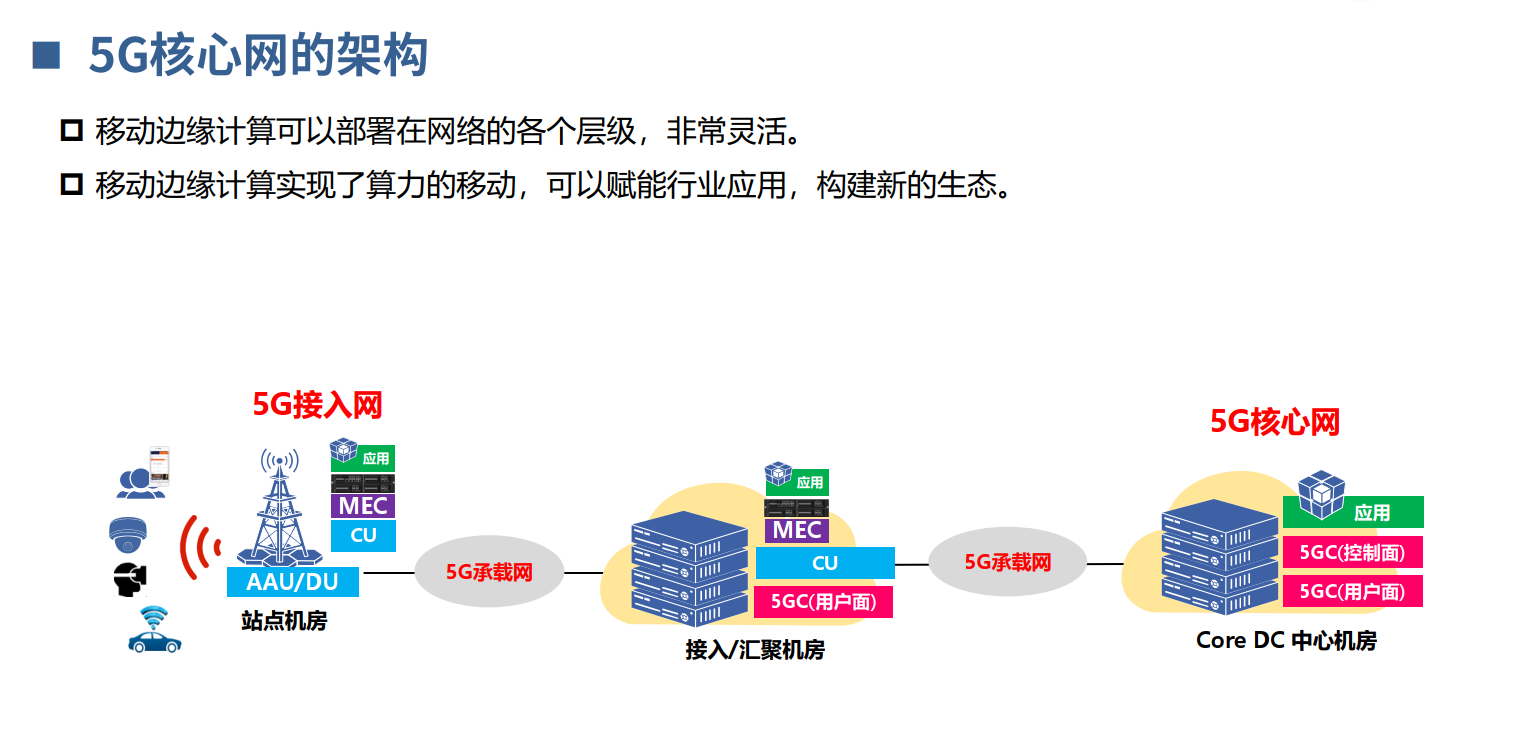 5G核心网的架构
移动边缘计算可以部署在网络的各个层级，非常灵活。
移动边缘计算实现了算力的移动，可以赋能行业应用，构建新的生态。
5G接入网
应用
MEC
CU
AAU/DU
站点机房
5G承载网
应用
MEC
CU
5GC(用户面)
接入/汇聚机房
5G承载网
5G核心网
应用
5GC(控制面)
5GC(用户面)
Core DC 中心机房